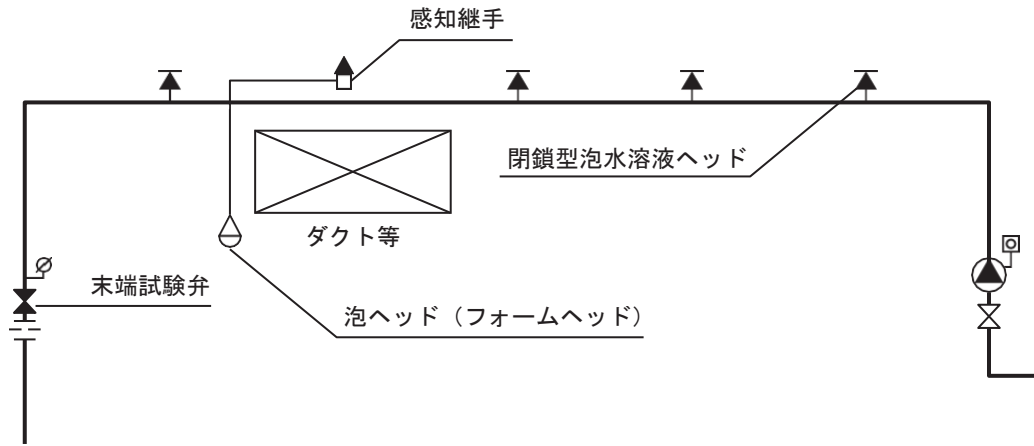 感知継手
閉鎖型泡水溶液ヘッド
ダクト等
末端試験弁
泡ヘッド（フォームヘッド）